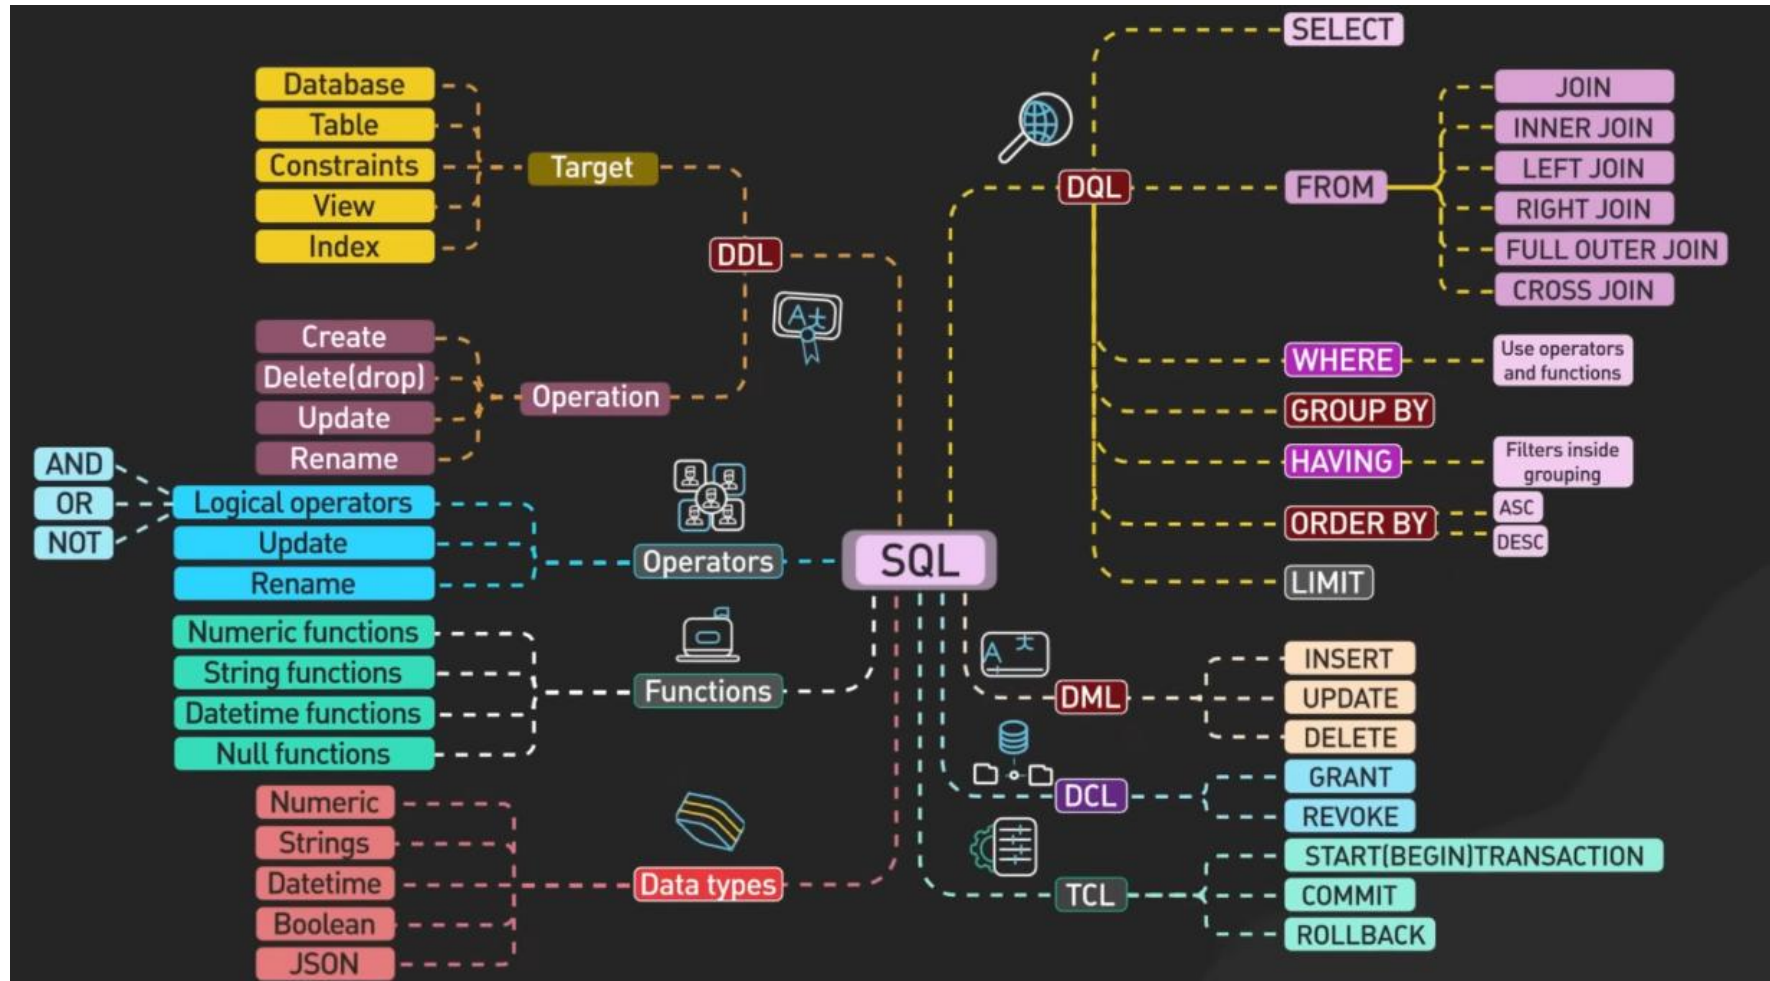 SELECT
Database
Table
Constraints
View
Index
Target
DDL
Create
Delete(drop)
Update
Rename
Operation
AND
OR
NOT
Logical operators
Update
Rename
Operators
SQL
Numeric functions
String functions
Datetime functions
Null functions
Functions
Numeric
Strings
Datetime
Boolean
JSON
Data types
DQL
FROM
JOIN
INNER JOIN
LEFT JOIN
RIGHT JOIN
FULL OUTER JOIN
CROSS JOIN
WHERE
Use operators
and functions
GROUP BY
HAVING
Filters inside
grouping
ORDER BY
ASC
DESC
LIMIT
DML
INSERT
UPDATE
DELETE
DCL
GRANT
REVOKE
TCL
START(BEGIN)TRANSACTION
COMMIT
ROLLBACK